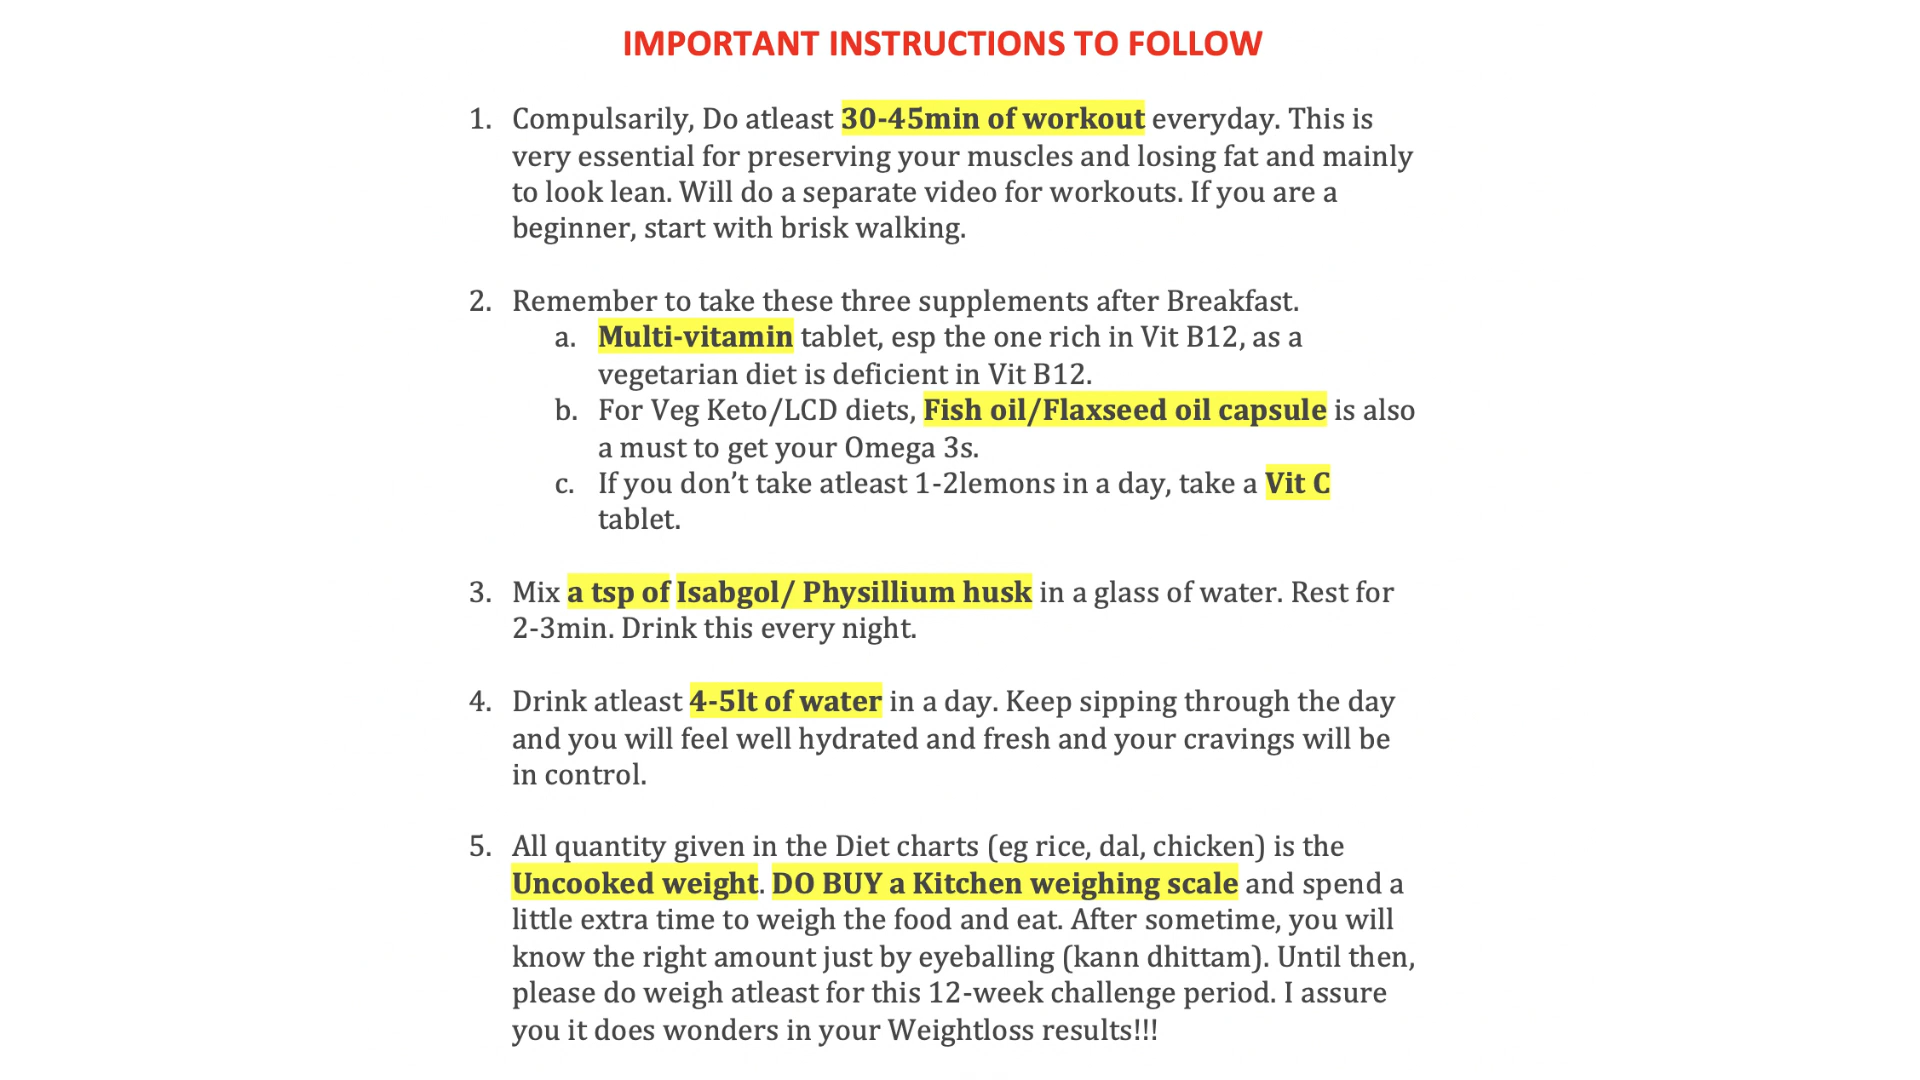 IMPORTANT INSTRUCTIONS TO FOLLOW
1. Compulsarily, Do atleast 30-45min of workout everyday. This is
very essential for preserving your muscles and losing fat and mainly
to look lean. Will do a separate video for workouts. If you are a
beginner, start with brisk walking.
2. Remember to take these three supplements after Breakfast.
a. Multi-vitamin tablet, esp the one rich in Vit B12, as a
vegetarian diet is deficient in Vit B12.
b. For Veg Keto/LCD diets, Fish oil/Flaxseed oil capsule is also
a must to get your Omega 3s.
c. If you don’t take atleast 1-2lemons in a day, take a Vit C
tablet.
3. Mix a tsp of Isabgol/ Physillium husk in a glass of water. Rest for
2-3min. Drink this every night.
4. Drink atleast 4-5lt of water in a day. Keep sipping through the day
and you will feel well hydrated and fresh and your cravings will be
in control.
5. All quantity given in the Diet charts (eg rice, dal, chicken) is the
Uncooked weight. DO BUY a Kitchen weighing scale and spend a
little extra time to weigh the food and eat. After sometime, you will
know the right amount just by eyeballing (kann dhittam). Until then,
please do weigh atleast for this 12-week challenge period. I assure
you it does wonders in your Weightloss results!!!